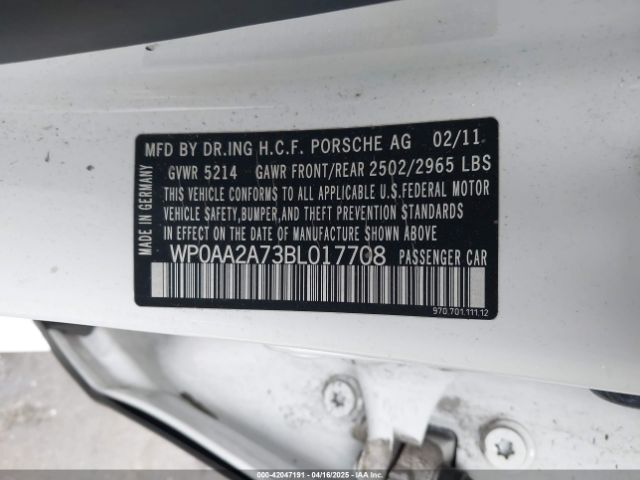 MFD BY DR.ING H.C.F. PORSCHE AG 02/11
GVWR 5214 GAWR FRONT/REAR 2502/2965 LBS
THIS VEHICLE CONFORMS TO ALL APPLICABLE U.S.FEDERAL MOTOR
VEHICLE SAFETY,BUMPER,AND THEFT PREVENTION STANDARDS
IN EFFECT ON THE DATE OF MANUFACTURE SHOWN ABOVE.
WP0AA2A73BL017708 PASSENGER CAR
MADE IN GERMANY
970.701.111.12
000-42047191 - 04/16/2025 - IAAI.COM